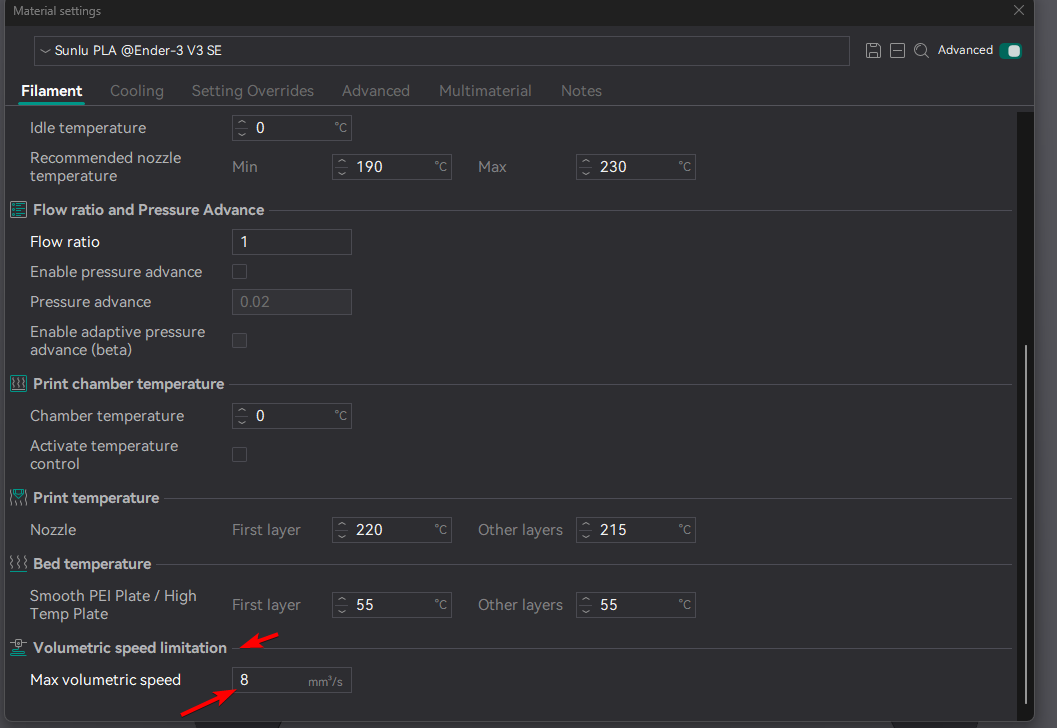 Material settings
Sunlu PLA @Ender-3 V3 SE
Advanced
Filament Cooling Setting Overrides Advanced Multimaterial Notes
Idle temperature 0 °C
Recommended nozzle
temperature Min 190 °C Max 230 °C
Flow ratio and Pressure Advance
Flow ratio 1
Enable pressure advance
Pressure advance 0.02
Enable adaptive pressure
advance (beta)
Print chamber temperature
Chamber temperature 0 °C
Activate temperature
control
Print temperature
Nozzle First layer 220 °C Other layers 215 °C
Bed temperature
Smooth PEI Plate / High
Temp Plate First layer 55 °C Other layers 55 °C
Volumetric speed limitation
Max volumetric speed 8 mm³/s